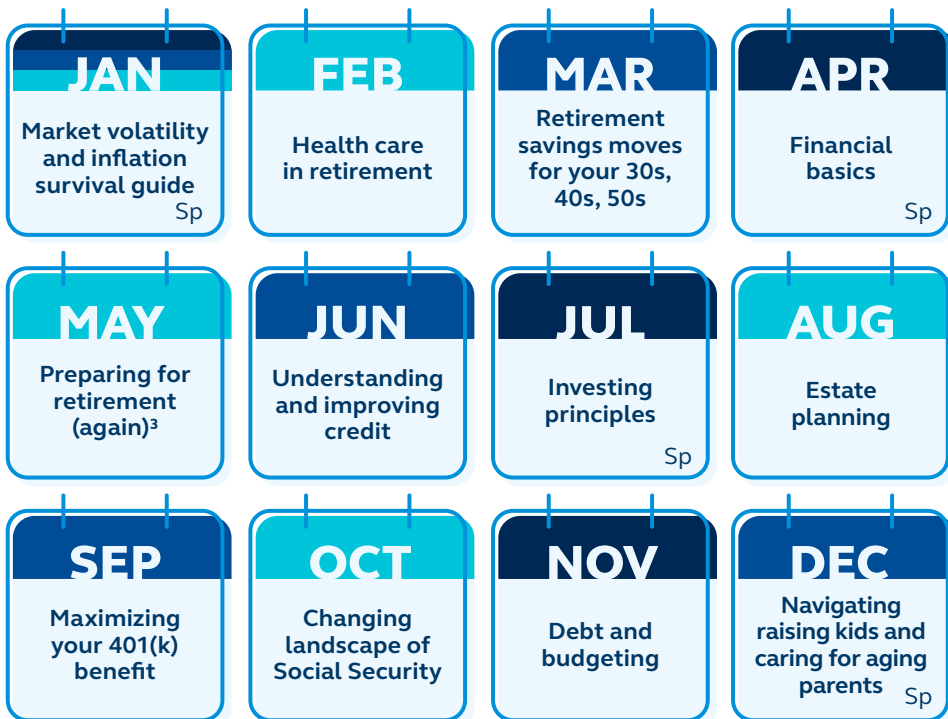 JAN
Market volatility
and inflation
survival guide
Sp
FEB
Health care
in retirement
MAR
Retirement
savings moves
for your 30s,
40s, 50s
APR
Financial
basics
Sp
MAY
Preparing for
retirement
(again)³
JUN
Understanding
and improving
credit
JUL
Investing
principles
Sp
AUG
Estate
planning
SEP
Maximizing
your 401(k)
benefit
OCT
Changing
landscape of
Social Security
NOV
Debt and
budgeting
DEC
Navigating
raising kids and
caring for aging
parents
Sp